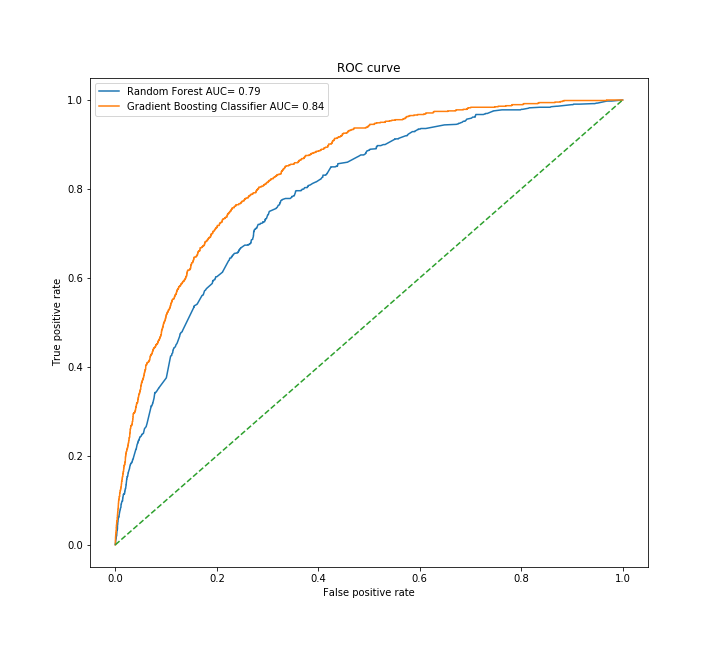 ROC curve
Random Forest AUC= 0.79
Gradient Boosting Classifier AUC= 0.84
1.0
0.8
0.6
0.4
0.2
0.0
True positive rate
0.0 0.2 0.4 0.6 0.8 1.0
False positive rate